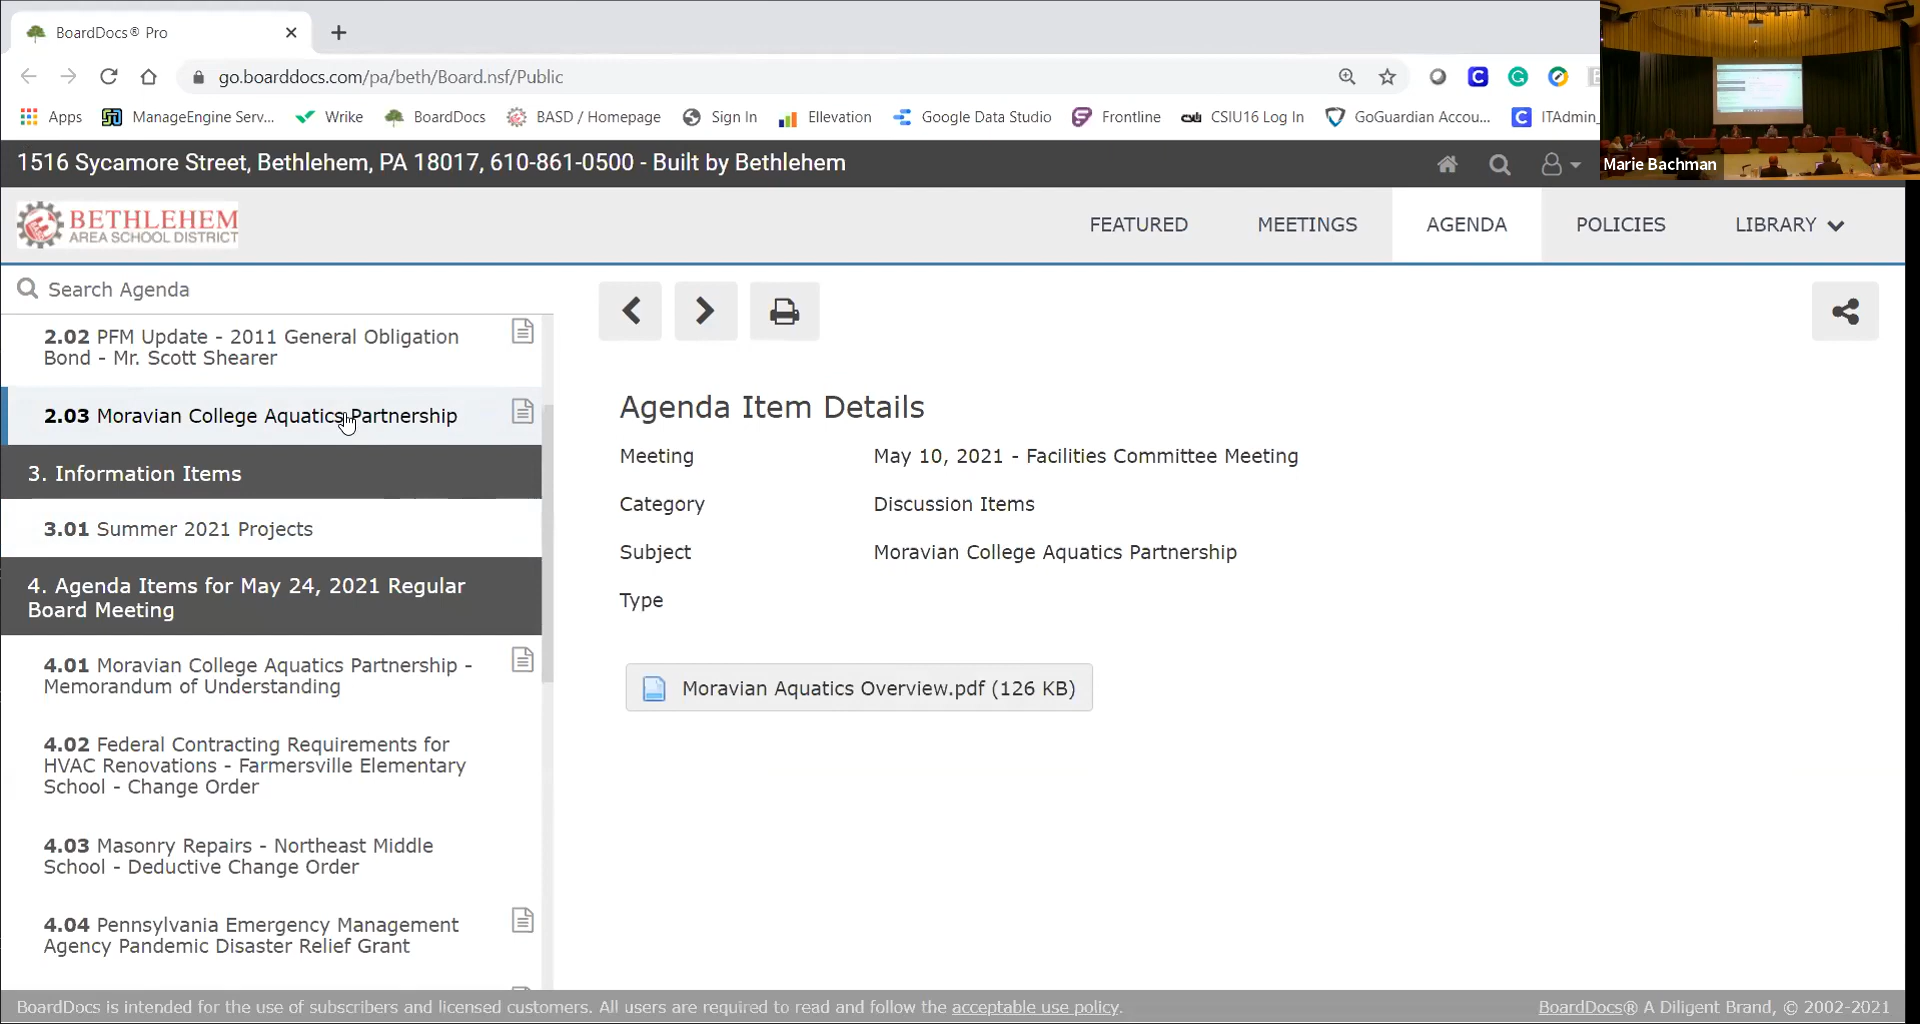 BoardDocs® Pro
go.boarddocs.com/pa/beth/Board.nsf/Public
Apps
ManageEngine Serv...
Wrike
BoardDocs
BASD / Homepage
Sign In
Ellevation
Google Data Studio
Frontline
CSIU16 Log In
GoGuardian Accou...
ITAdmin_
Marie Bachman
1516 Sycamore Street, Bethlehem, PA 18017, 610-861-0500 - Built by Bethlehem
BETHLEHEM
AREA SCHOOL DISTRICT
FEATURED
MEETINGS
AGENDA
POLICIES
LIBRARY
Search Agenda
2.02 PFM Update - 2011 General Obligation
Bond - Mr. Scott Shearer
2.03 Moravian College Aquatics Partnership
3. Information Items
3.01 Summer 2021 Projects
4. Agenda Items for May 24, 2021 Regular
Board Meeting
4.01 Moravian College Aquatics Partnership -
Memorandum of Understanding
4.02 Federal Contracting Requirements for
HVAC Renovations - Farmersville Elementary
School - Change Order
4.03 Masonry Repairs - Northeast Middle
School - Deductive Change Order
4.04 Pennsylvania Emergency Management
Agency Pandemic Disaster Relief Grant
Agenda Item Details
Meeting May 10, 2021 - Facilities Committee Meeting
Category Discussion Items
Subject Moravian College Aquatics Partnership
Type
Moravian Aquatics Overview.pdf (126 KB)
BoardDocs is intended for the use of subscribers and licensed customers. All users are required to read and follow the acceptable use policy.
BoardDocs® A Diligent Brand, © 2002-2021